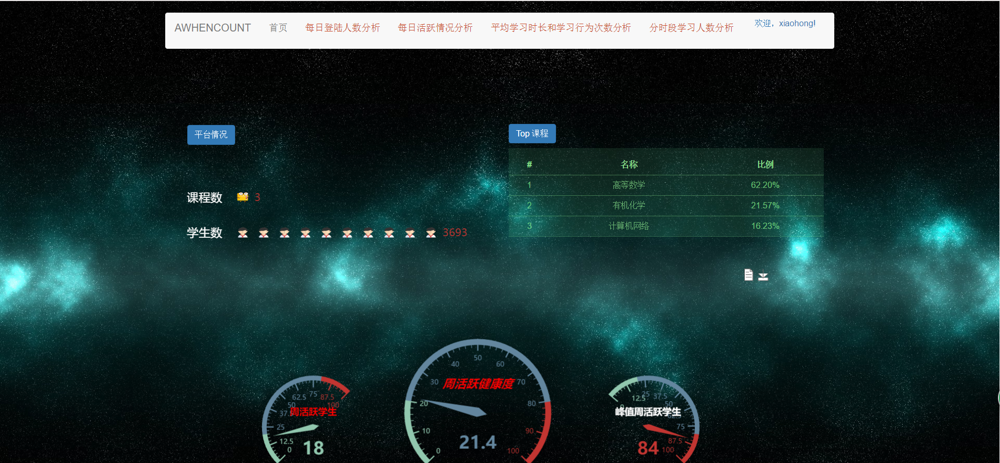 AWHENCOUNT 首页 每日登陆人数分析 每日活跃情况分析 平均学习时长和学习行为次数分析 分时段学习人数分析 欢迎，xiaohong!
平台情况
课程数 3
学生数 3693
Top 课程
# 名称 比例
1 高等数学 62.20%
2 有机化学 21.57%
3 计算机网络 16.23%
周活跃学生
0 12.5 25 37.5 50 62.5 75 87.5 100
18
周活跃健康度
0 10 20 30 40 50 60 70 80 90 100
21.4
峰值周活跃学生
0 12.5 25 37.5 50 62.5 75 87.5 100
84